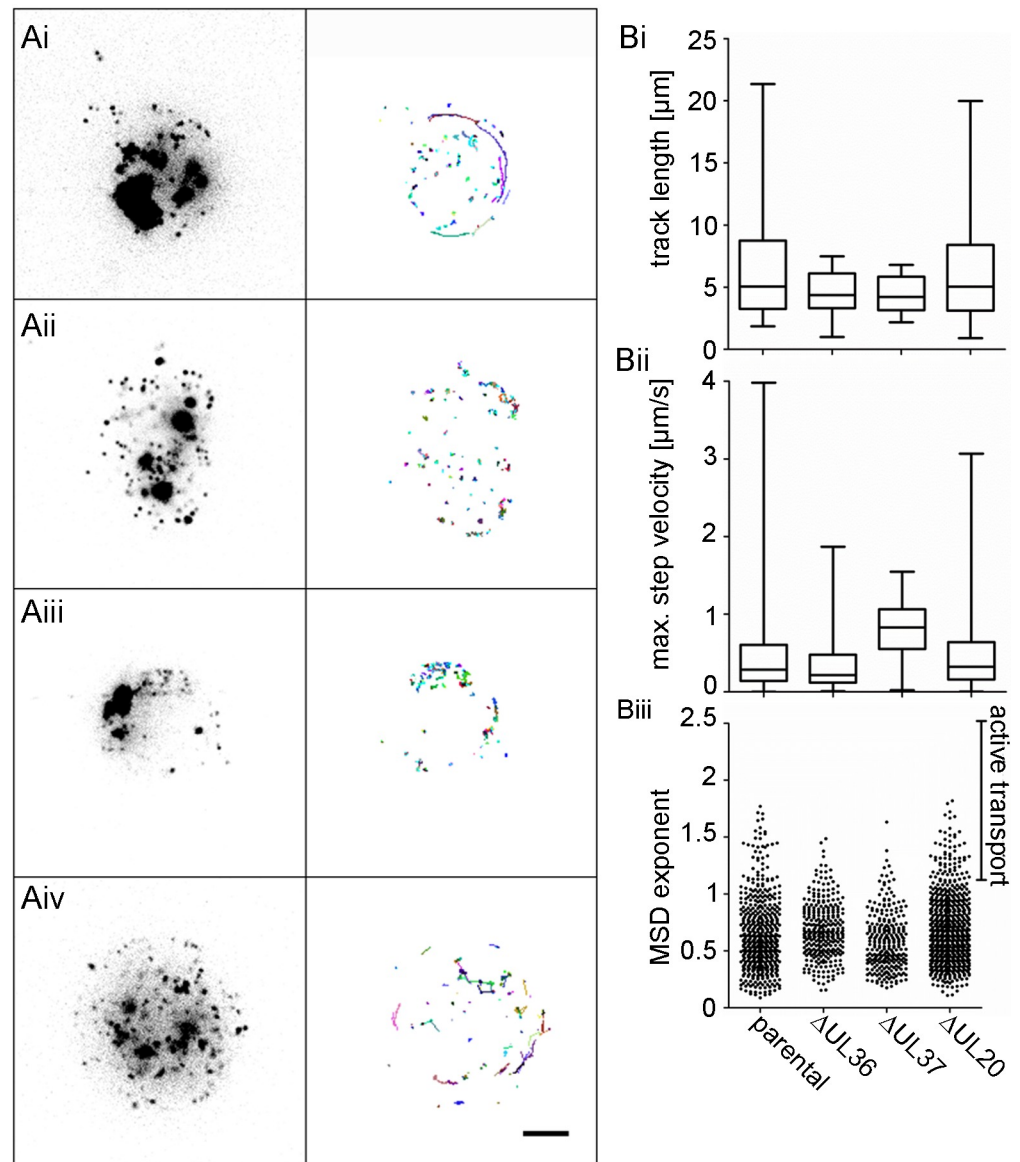 Ai
Aii
Aiii
Aiv
Bi
track length [µm]
25
20
15
10
5
0
Bii
max. step velocity [µm/s]
4
3
2
1
0
Biii
MSD exponent
2.5
2
1.5
1
0.5
0
active transport
parental
ΔUL36
ΔUL37
ΔUL20